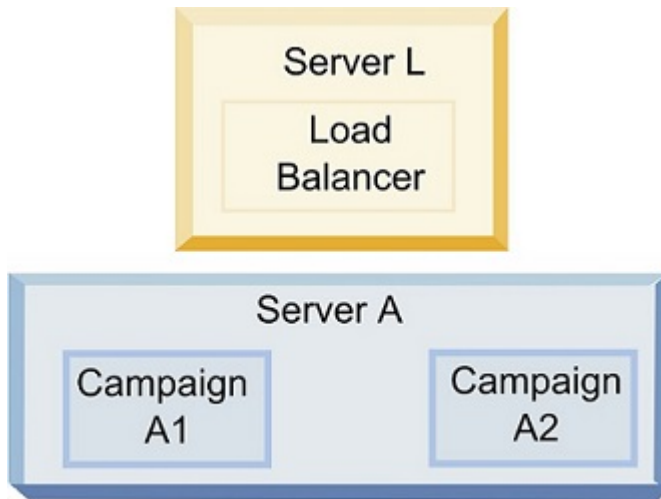 Server L
Load
Balancer
Server A
Campaign
A1
Campaign
A2